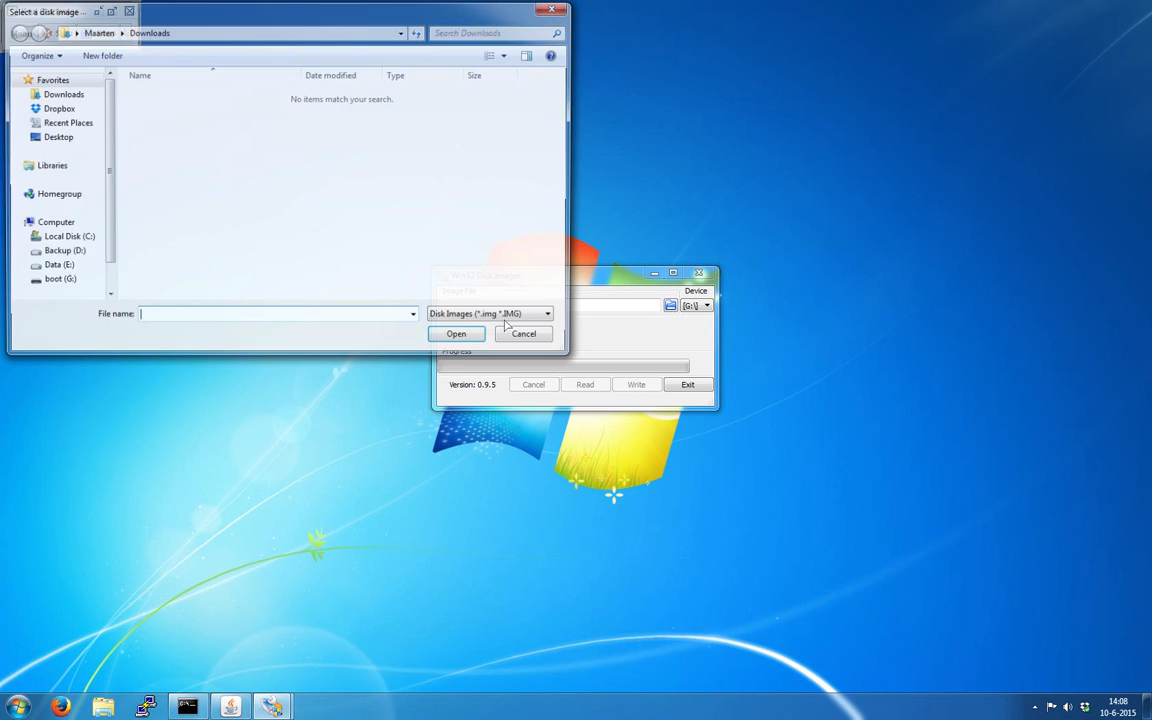 Select a disk image ...
Maarten
Downloads
Search Downloads
Organize
New folder
Name
Date modified
Type
Size
No items match your search.
Favorites
Downloads
Dropbox
Recent Places
Desktop
Libraries
Homegroup
Computer
Local Disk (C:)
Backup (D:)
Data (E:)
boot (G:)
File name:
Disk Images (*.img *.IMG)
Open
Cancel
Win32 Disk Imager
Image File
Device
[G:\]
Progress
Version: 0.9.5
Cancel
Read
Write
Exit
14:08
10-6-2015